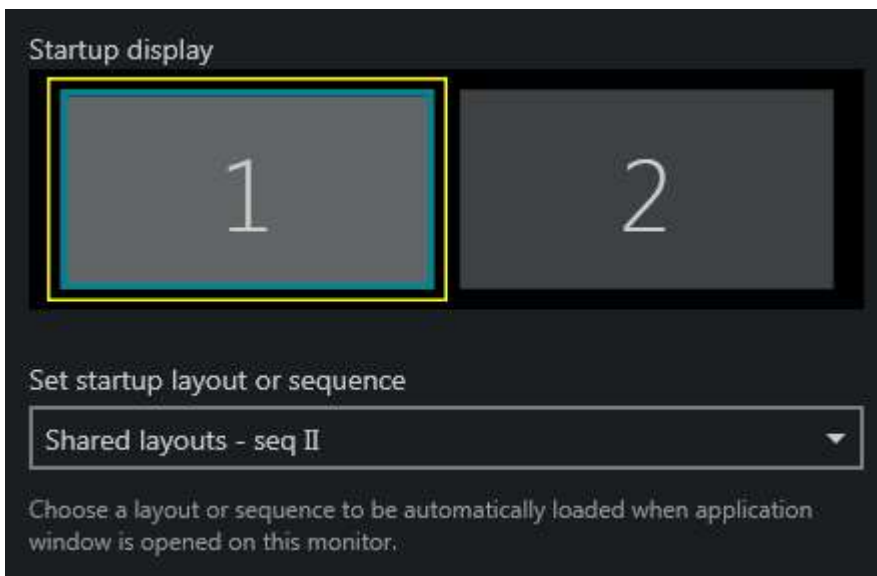 Startup display
1 2
Set startup layout or sequence
Shared layouts - seq II
Choose a layout or sequence to be automatically loaded when application
window is opened on this monitor.